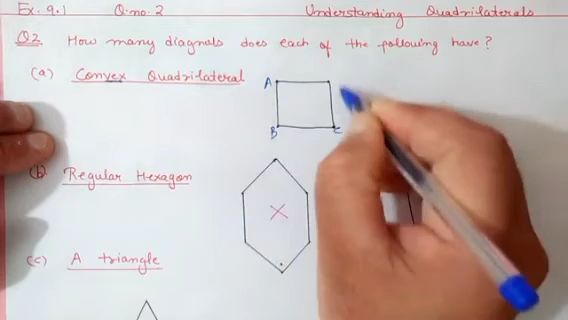 Ex. 9.1 Q.no. 2 Understanding Quadrilaterals
Q2. How many diagnals does each of the following have?
(a) Convex Quadrilateral
A
B C
(b) Regular Hexagon
(c) A triangle